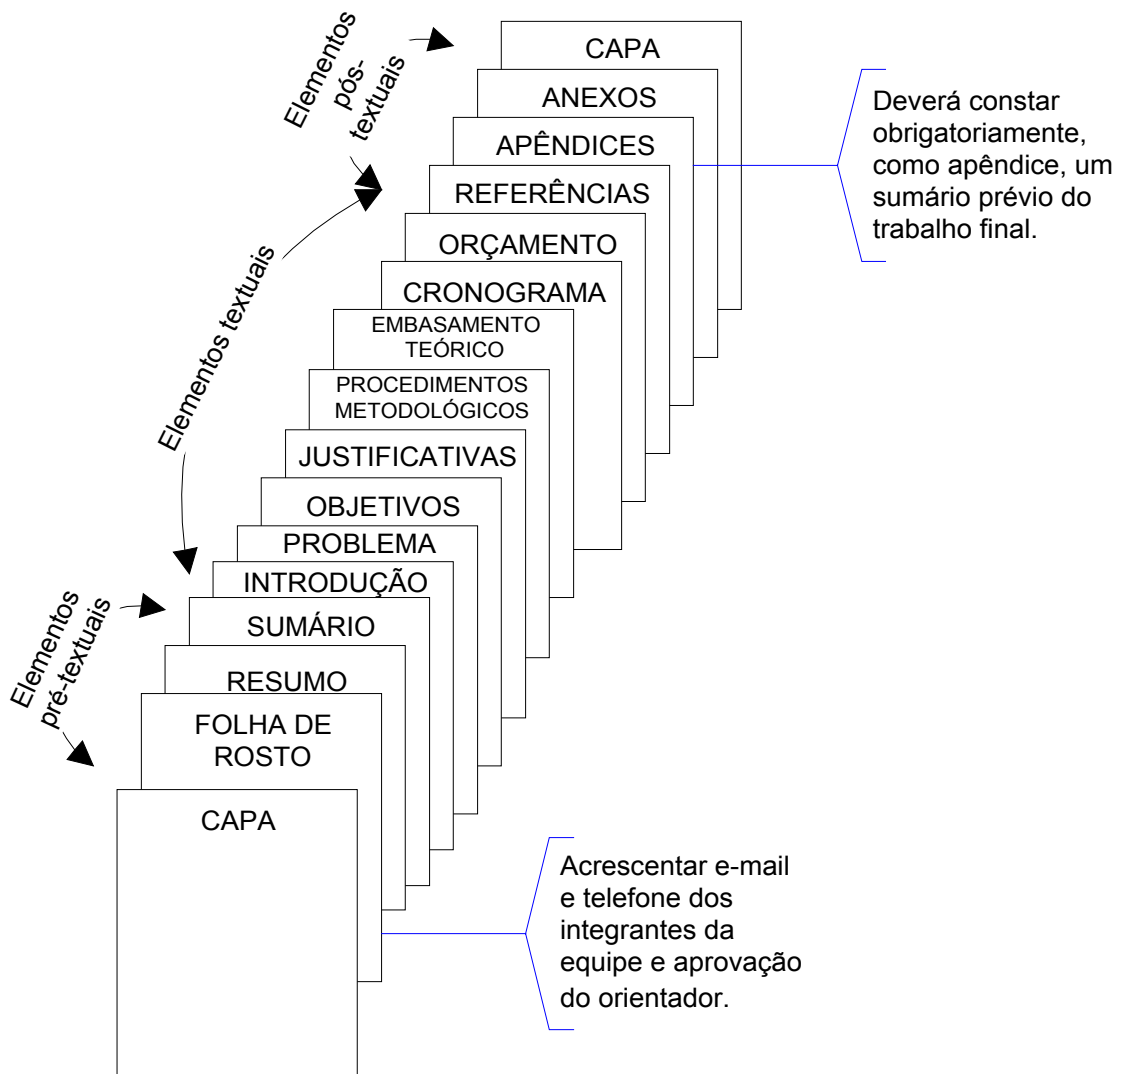 Elementos
pós-
textuais
CAPA
ANEXOS
APÊNDICES
REFERÊNCIAS
ORÇAMENTO
CRONOGRAMA
EMBASAMENTO
TEÓRICO
PROCEDIMENTOS
METODOLÓGICOS
JUSTIFICATIVAS
OBJETIVOS
PROBLEMA
INTRODUÇÃO
SUMÁRIO
RESUMO
FOLHA DE
ROSTO
CAPA
Deverá constar
obrigatoriamente,
como apêndice, um
sumário prévio do
trabalho final.
Elementos textuais
Elementos
pré-textuais
Acrescentar e-mail
e telefone dos
integrantes da
equipe e aprovação
do orientador.